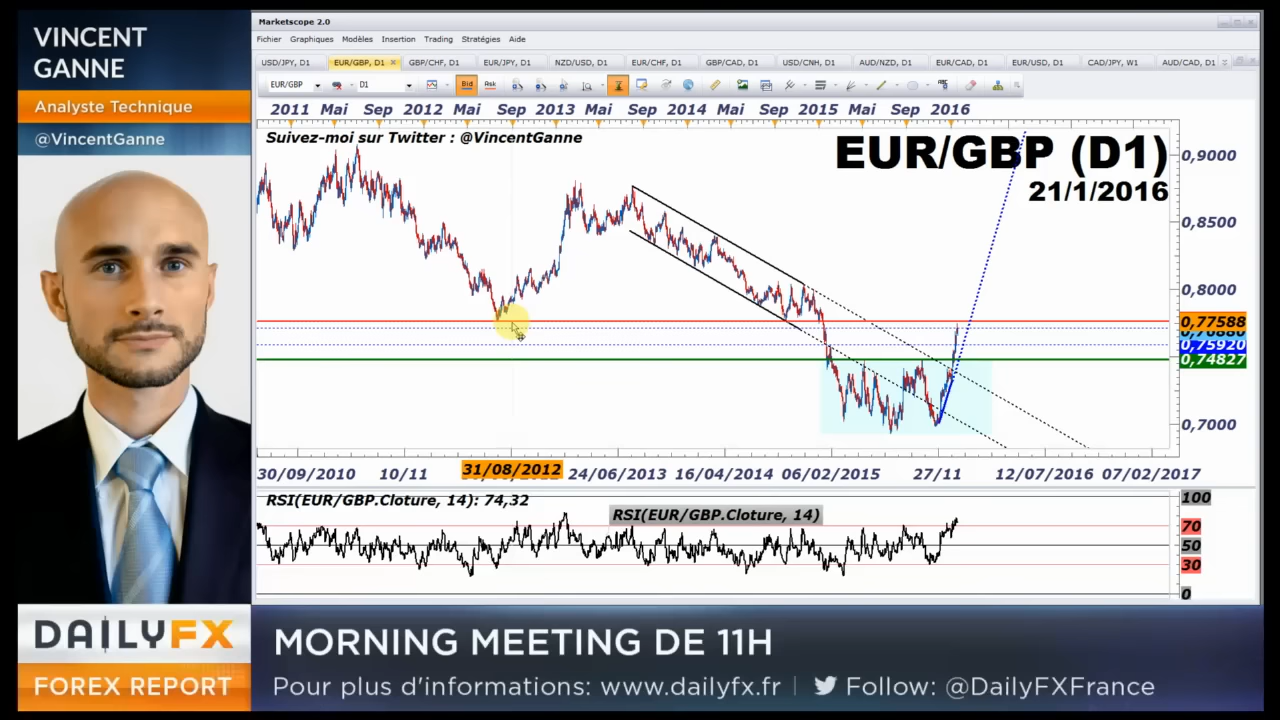 VINCENT
GANNE
Analyste Technique
@VincentGanne
Marketscope 2.0
Fichier Graphiques Modèles Insertion Trading Stratégies Aide
USD/JPY, D1 EUR/GBP, D1 GBP/CHF, D1 EUR/JPY, D1 NZD/USD, D1 EUR/CHF, D1 GBP/CAD, D1 USD/CNH, D1 AUD/NZD, D1 EUR/CAD, D1 EUR/USD, D1 CAD/JPY, W1 AUD/CAD, D1
EUR/GBP D1 Bid Ask ABC
2011 Mai Sep 2012 Mai Sep 2013 Mai Sep 2014 Mai Sep 2015 Mai Sep 2016
Suivez-moi sur Twitter : @VincentGanne
EUR/GBP (D1)
21/1/2016
0,9000
0,8500
0,8000
0,77588
0,75920
0,74827
0,7000
30/09/2010 10/11 31/08/2012 24/06/2013 16/04/2014 06/02/2015 27/11 12/07/2016 07/02/2017
RSI(EUR/GBP.Cloture, 14): 74,32
RSI(EUR/GBP.Cloture, 14)
100
70
50
30
0
DAILYFX
FOREX REPORT
MORNING MEETING DE 11H
Pour plus d'informations: www.dailyfx.fr | Follow: @DailyFXFrance